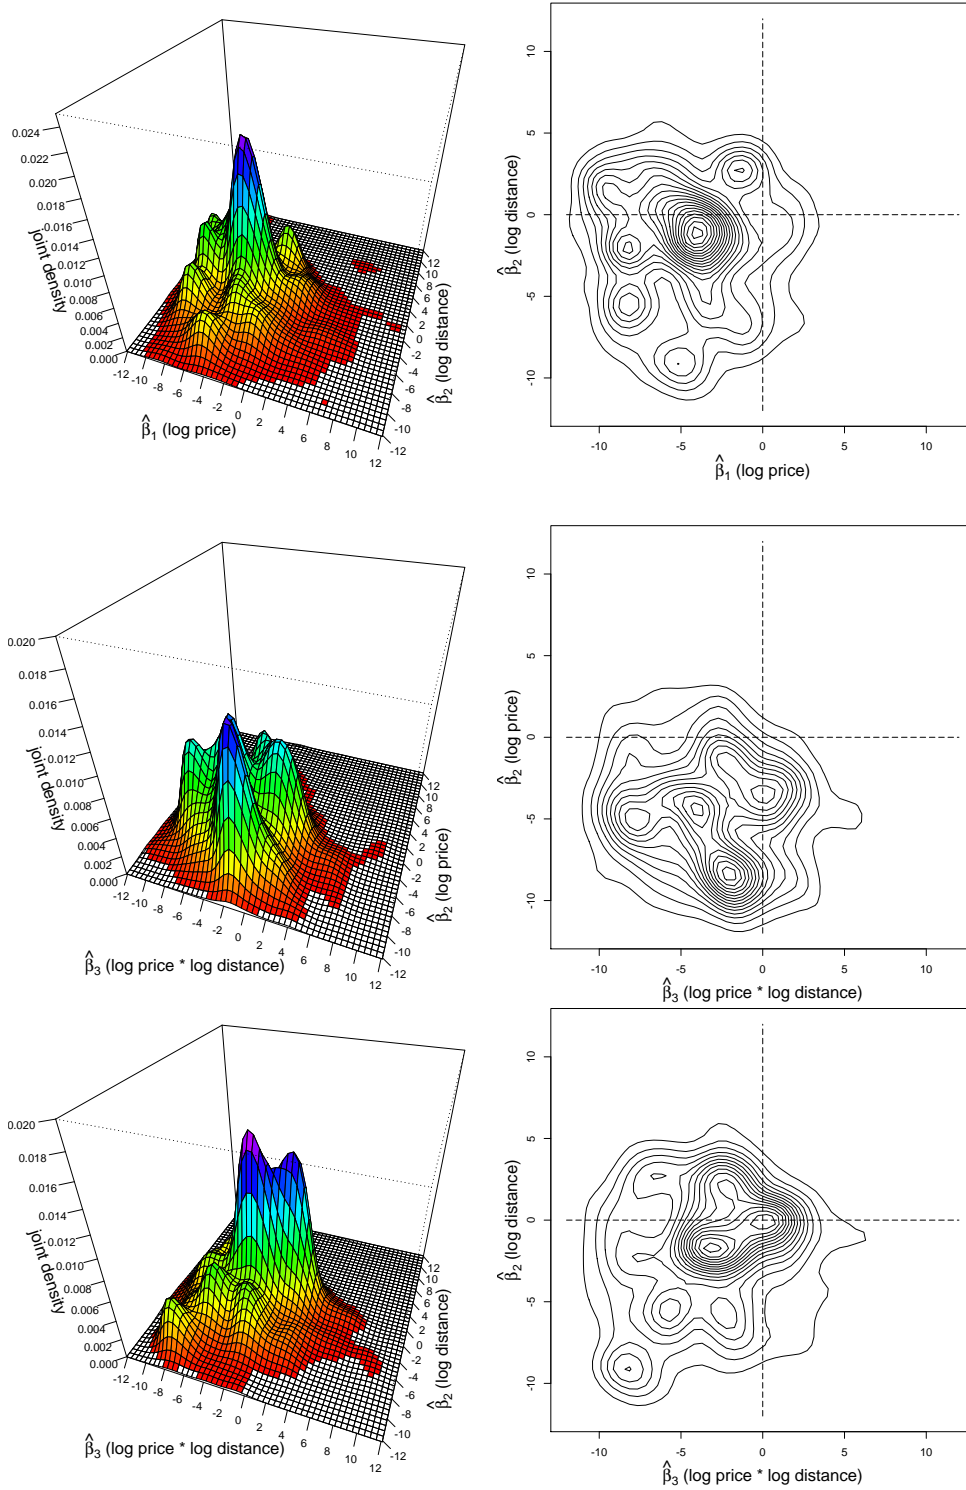 0.024
0.022
0.020
0.018
0.016
0.014
0.012
0.010
0.008
0.006
0.004
0.002
0.000
joint density
-12 -10 -8 -6 -4 -2 0 2 4 6 8 10 12
β̂1 (log price)
12 10 8 6 4 2 0 -2 -4 -6 -8 -10 -12
β̂2 (log distance)
10 5 0 -5 -10
β̂2 (log distance)
-10 -5 0 5 10
β̂1 (log price)
0.020
0.018
0.016
0.014
0.012
0.010
0.008
0.006
0.004
0.002
0.000
joint density
-12 -10 -8 -6 -4 -2 0 2 4 6 8 10 12
β̂3 (log price * log distance)
12 10 8 6 4 2 0 -2 -4 -6 -8 -10 -12
β̂2 (log price)
10 5 0 -5 -10
β̂2 (log price)
-10 -5 0 5 10
β̂3 (log price * log distance)
0.020
0.018
0.016
0.014
0.012
0.010
0.008
0.006
0.004
0.002
0.000
joint density
-12 -10 -8 -6 -4 -2 0 2 4 6 8 10 12
β̂3 (log price * log distance)
12 10 8 6 4 2 0 -2 -4 -6 -8 -10 -12
β̂2 (log distance)
10 5 0 -5 -10
β̂2 (log distance)
-10 -5 0 5 10
β̂3 (log price * log distance)